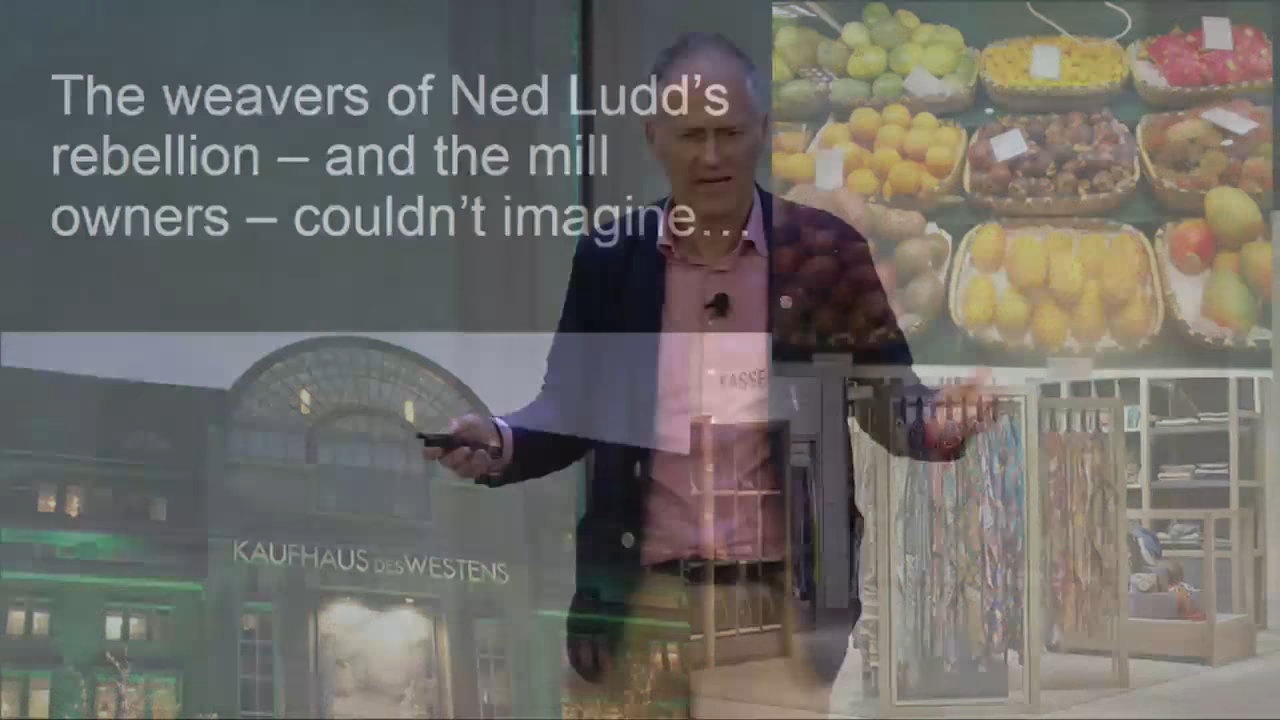 The weavers of Ned Ludd’s
rebellion – and the mill
owners – couldn’t imagine…
KASSE
KAUFHAUS DES WESTENS